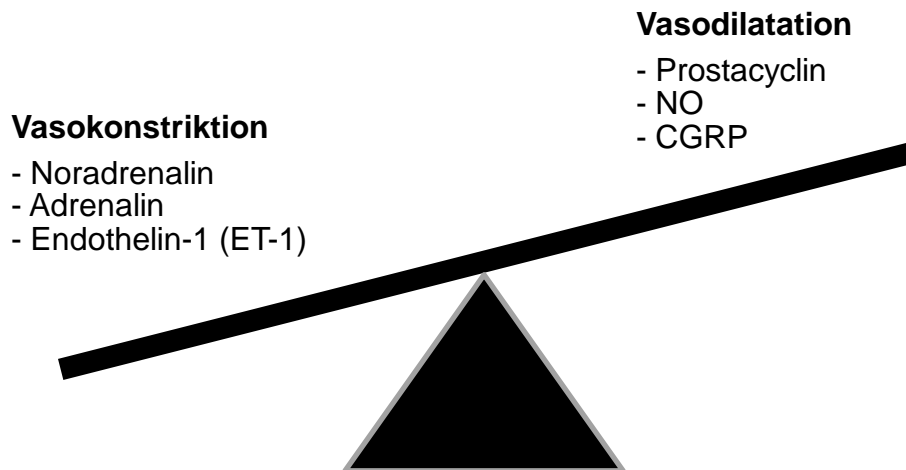 Vasodilatation
- Prostacyclin
- NO
- CGRP
Vasokonstriktion
- Noradrenalin
- Adrenalin
- Endothelin-1 (ET-1)